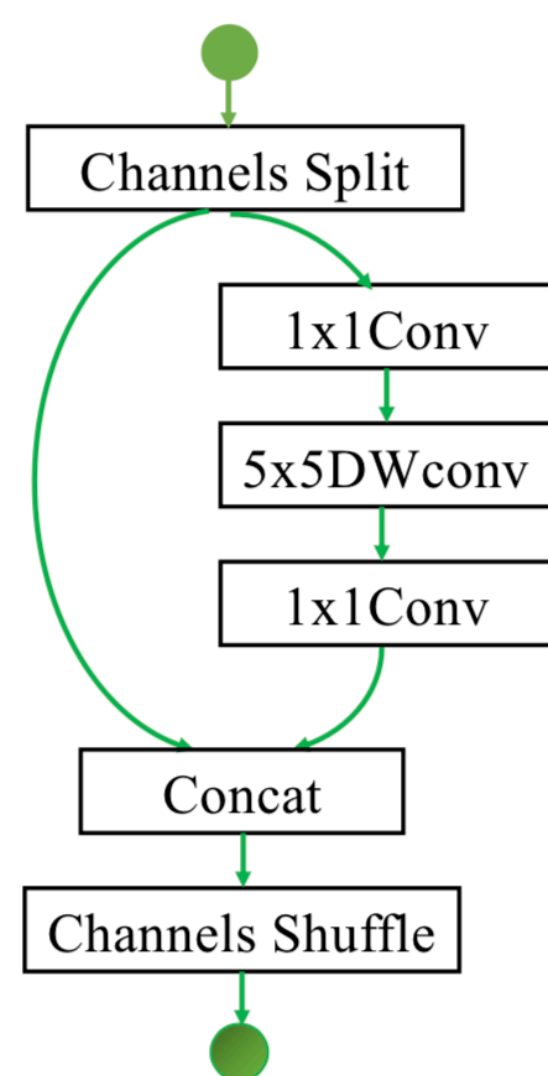 Channels Split
1x1Conv
5x5DWconv
1x1Conv
Concat
Channels Shuffle